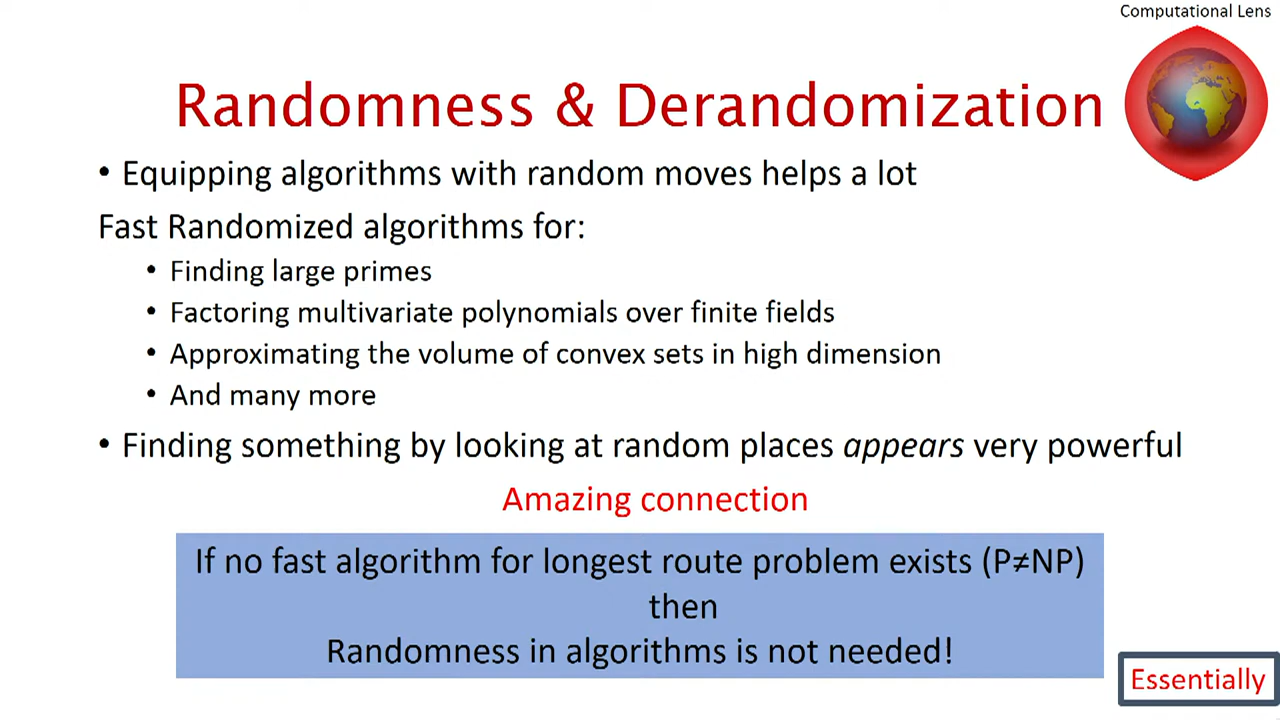 Computational Lens
Randomness & Derandomization
• Equipping algorithms with random moves helps a lot
Fast Randomized algorithms for:
• Finding large primes
• Factoring multivariate polynomials over finite fields
• Approximating the volume of convex sets in high dimension
• And many more
• Finding something by looking at random places appears very powerful
Amazing connection
If no fast algorithm for longest route problem exists (P≠NP)
then
Randomness in algorithms is not needed!
Essentially